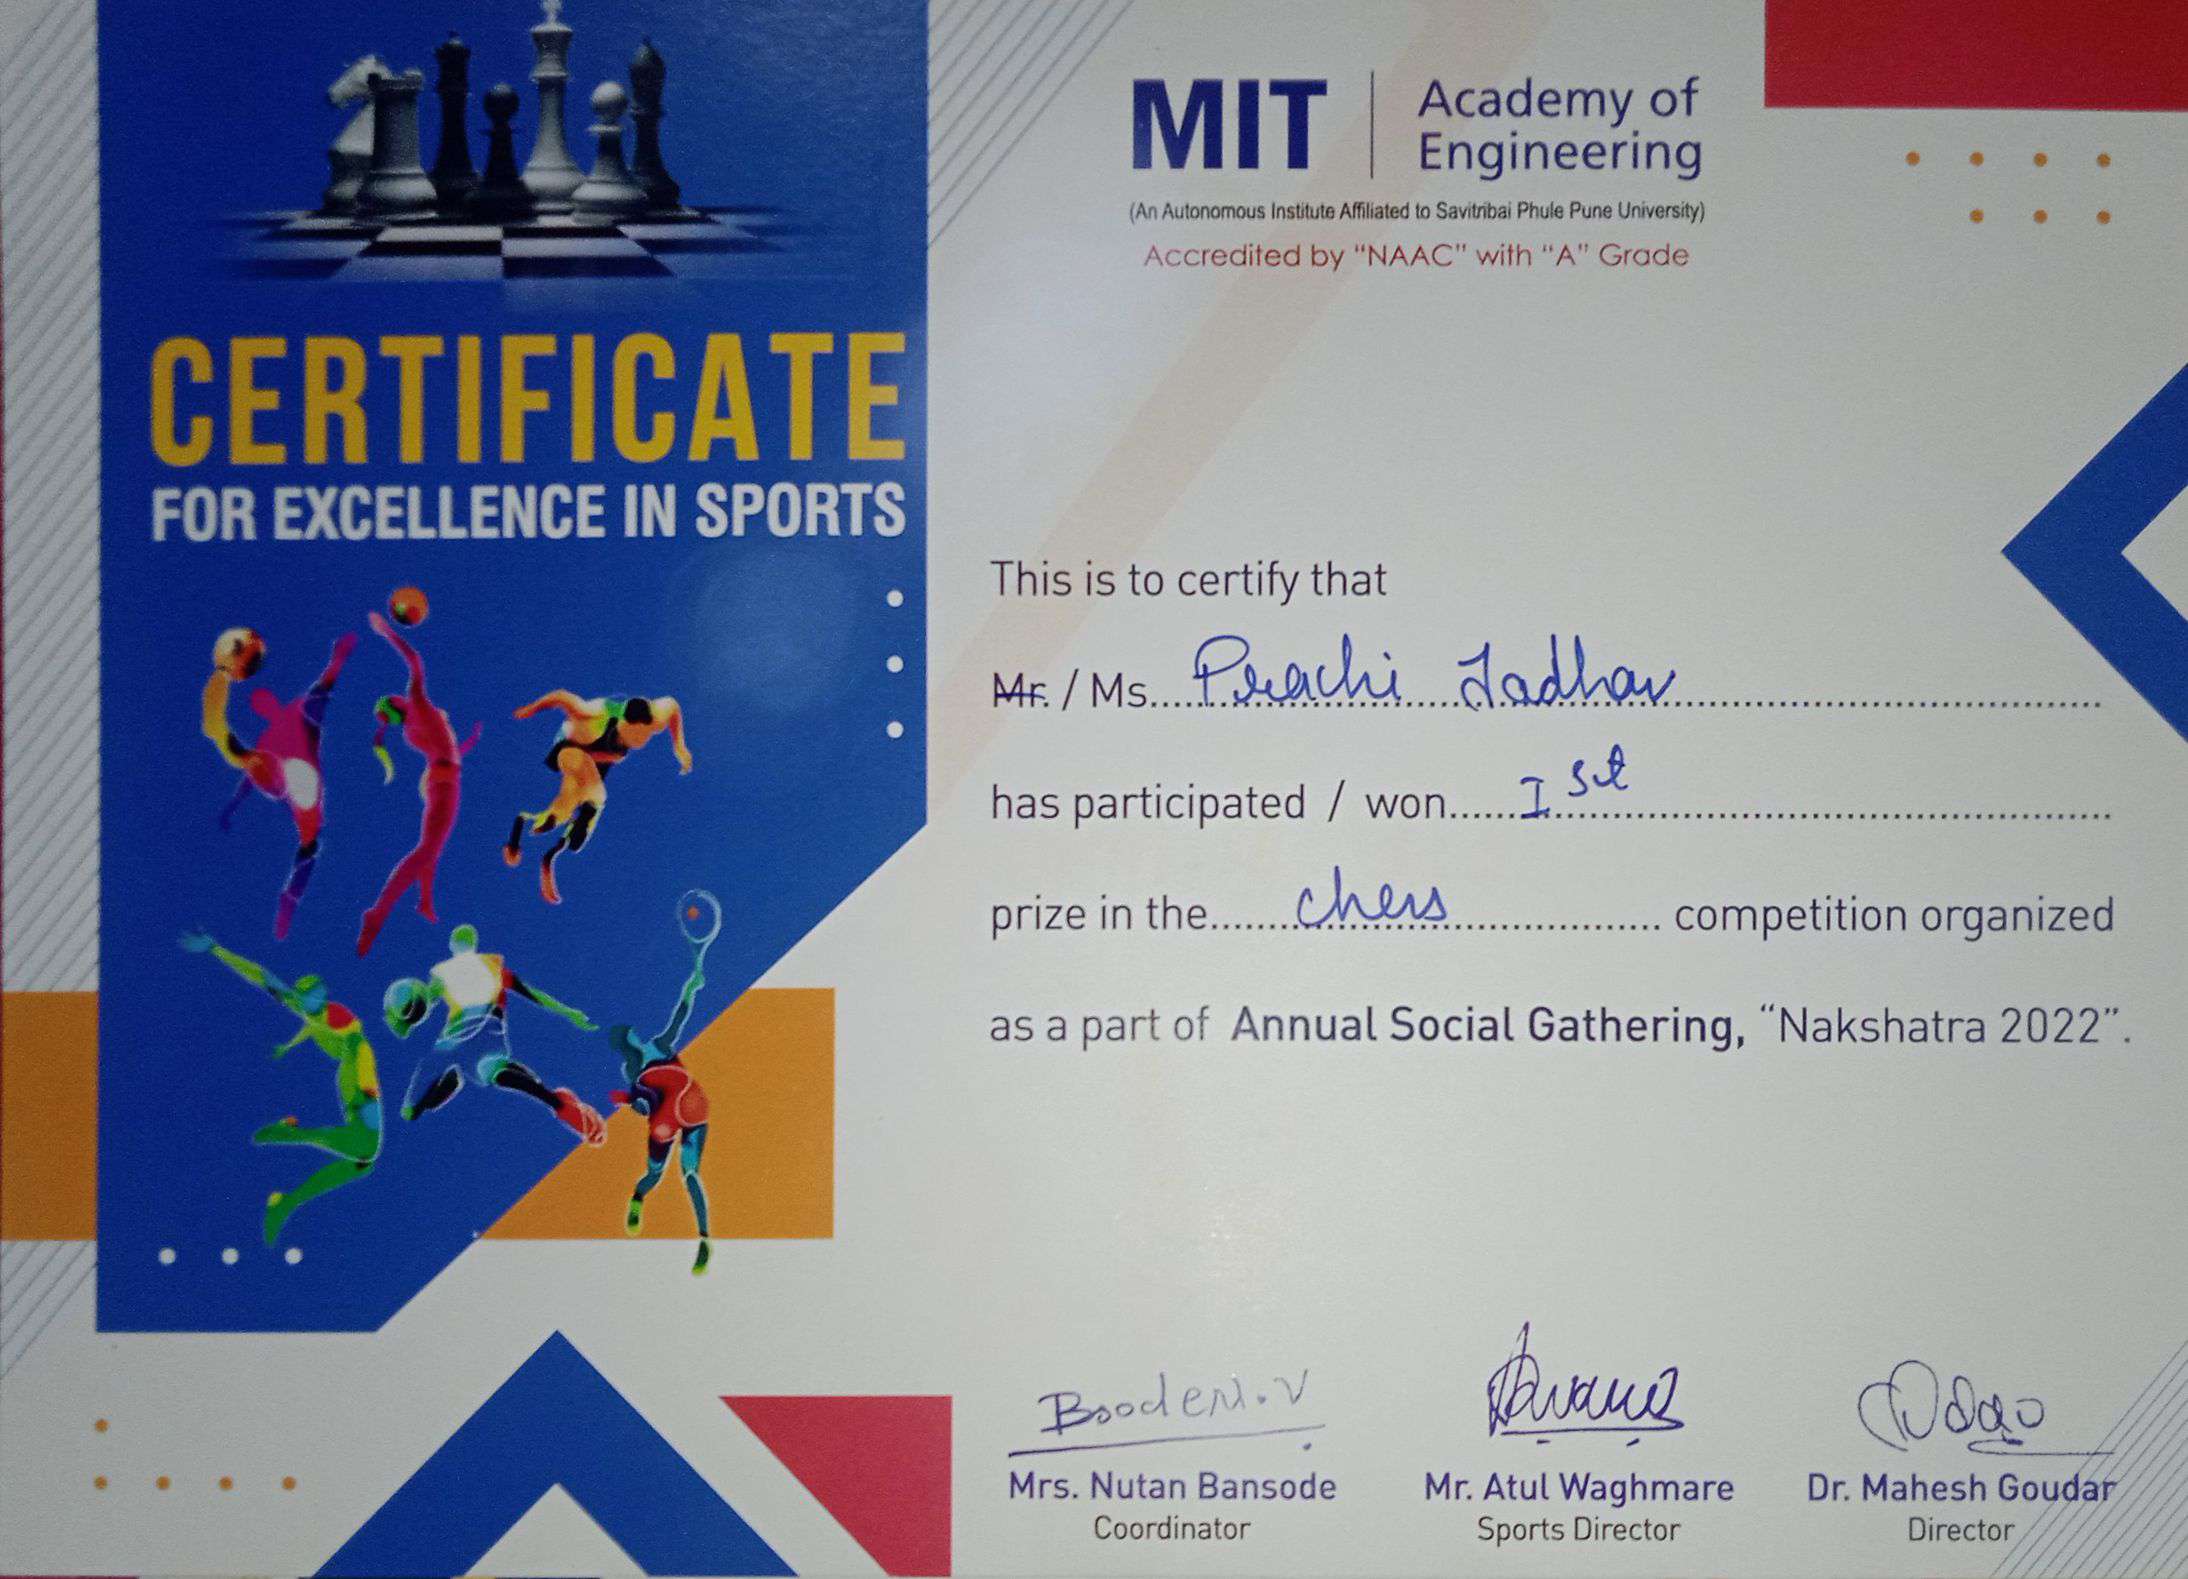 MIT
Academy of
Engineering
(An Autonomous Institute Affiliated to Savitribai Phule Pune University)
Accredited by “NAAC” with “A” Grade
CERTIFICATE
FOR EXCELLENCE IN SPORTS
This is to certify that
Mr. / Ms. Prachi Jadhav
has participated / won Ist
prize in the chess competition organized
as a part of Annual Social Gathering, “Nakshatra 2022”.
Mrs. Nutan Bansode
Coordinator
Mr. Atul Waghmare
Sports Director
Dr. Mahesh Goudar
Director